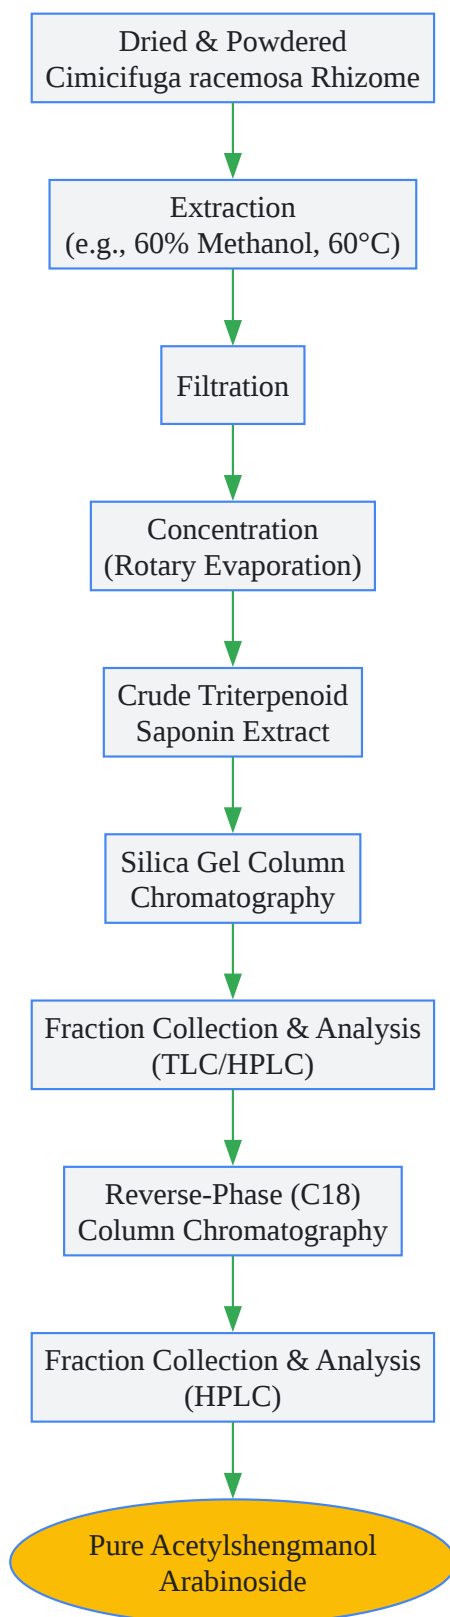 Dried & Powdered
Cimicifuga racemosa Rhizome
Extraction
(e.g., 60% Methanol, 60°C)
Filtration
Concentration
(Rotary Evaporation)
Crude Triterpenoid
Saponin Extract
Silica Gel Column
Chromatography
Fraction Collection & Analysis
(TLC/HPLC)
Reverse-Phase (C18)
Column Chromatography
Fraction Collection & Analysis
(HPLC)
Pure Acetylshengmanol
Arabinoside